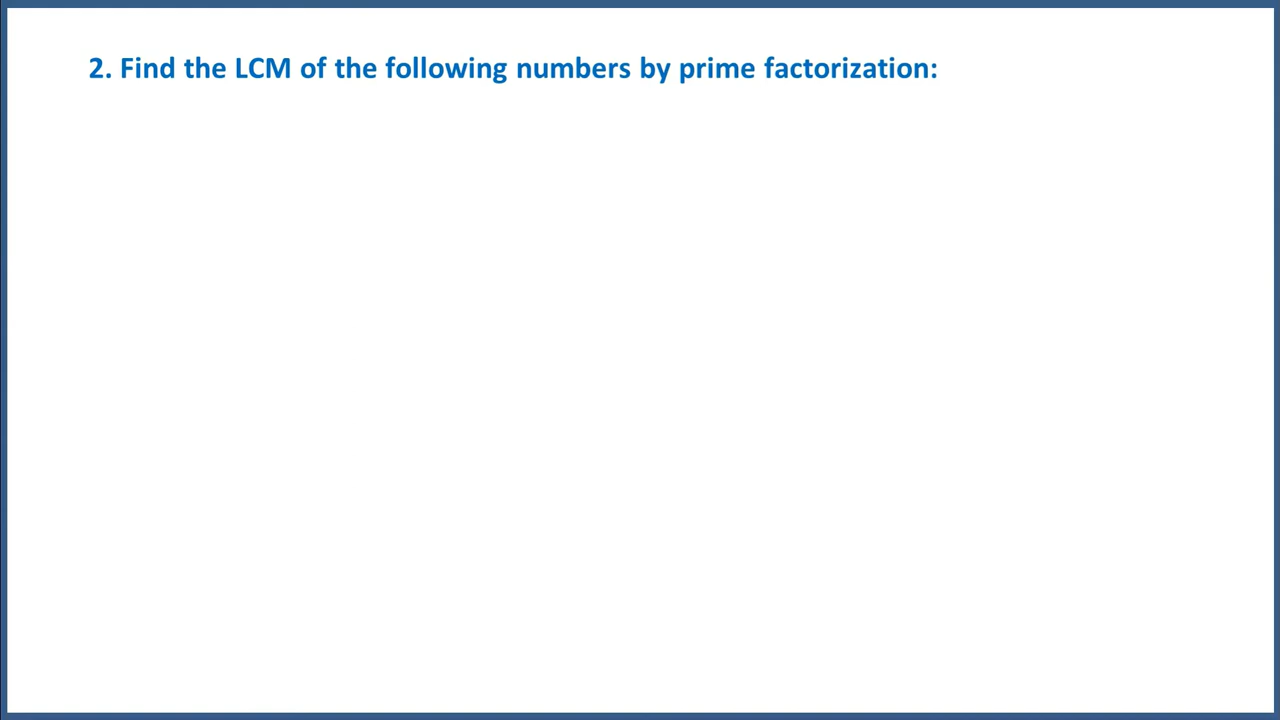 2. Find the LCM of the following numbers by prime factorization: